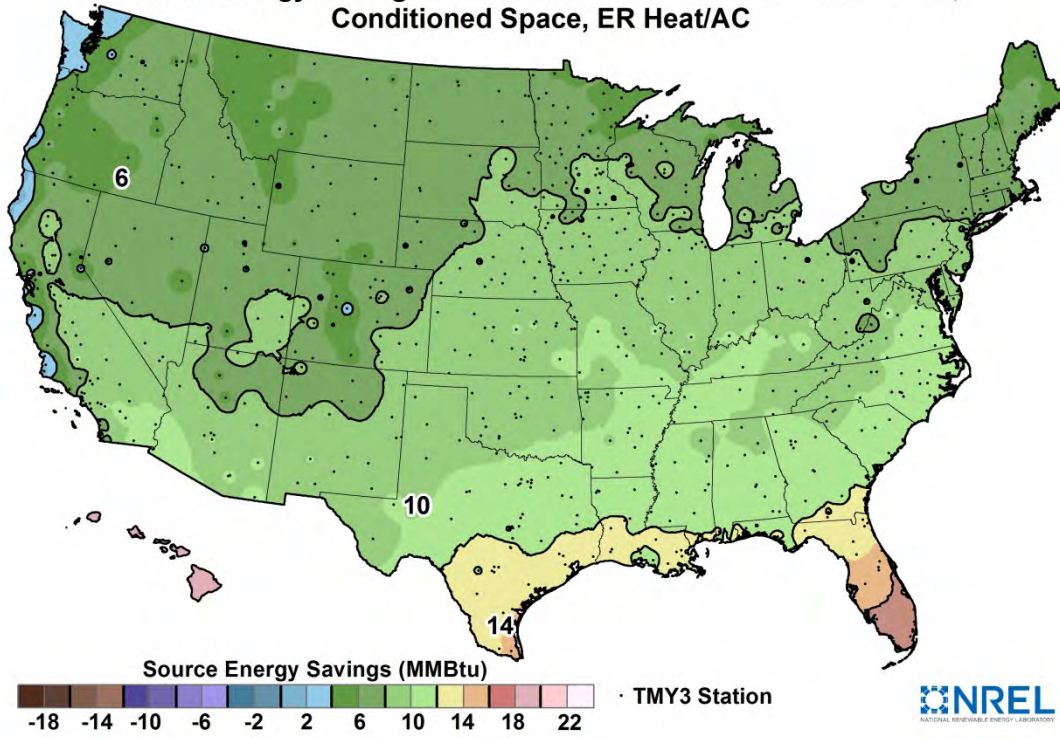 Conditioned Space, ER Heat/AC
6
10
14
Source Energy Savings (MMBtu)
-18 -14 -10 -6 -2 2 6 10 14 18 22
· TMY3 Station
NREL
NATIONAL RENEWABLE ENERGY LABORATORY